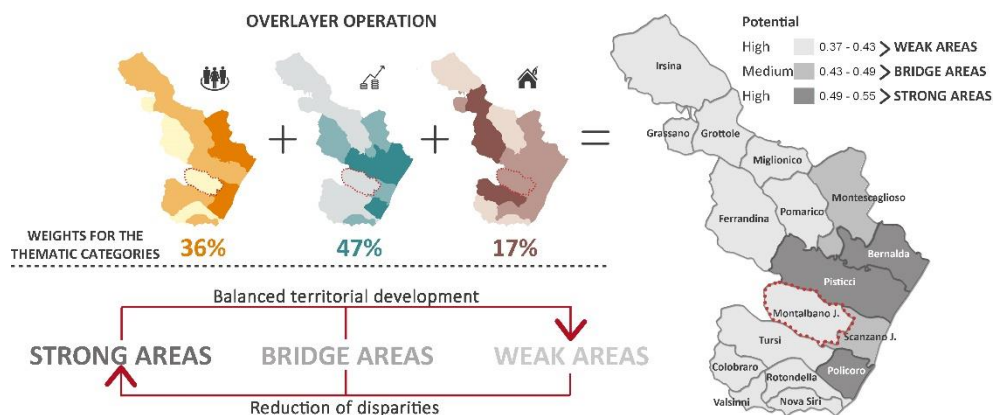 OVERLAYER OPERATION
+
+
=
WEIGHTS FOR THE
THEMATIC CATEGORIES
36%
47%
17%
Balanced territorial development
STRONG AREAS
BRIDGE AREAS
WEAK AREAS
Reduction of disparities
Potential
High 0.37 - 0.43 > WEAK AREAS
Medium 0.43 - 0.49 > BRIDGE AREAS
High 0.49 - 0.55 > STRONG AREAS
Irsina
Grassano
Grottole
Miglionico
Montescaglioso
Ferrandina
Pomarico
Bernalda
Pisticci
Montalbano J.
Scanzano J.
Tursi
Policoro
Colobraro
Rotondella
Valsinni
Nova Siri